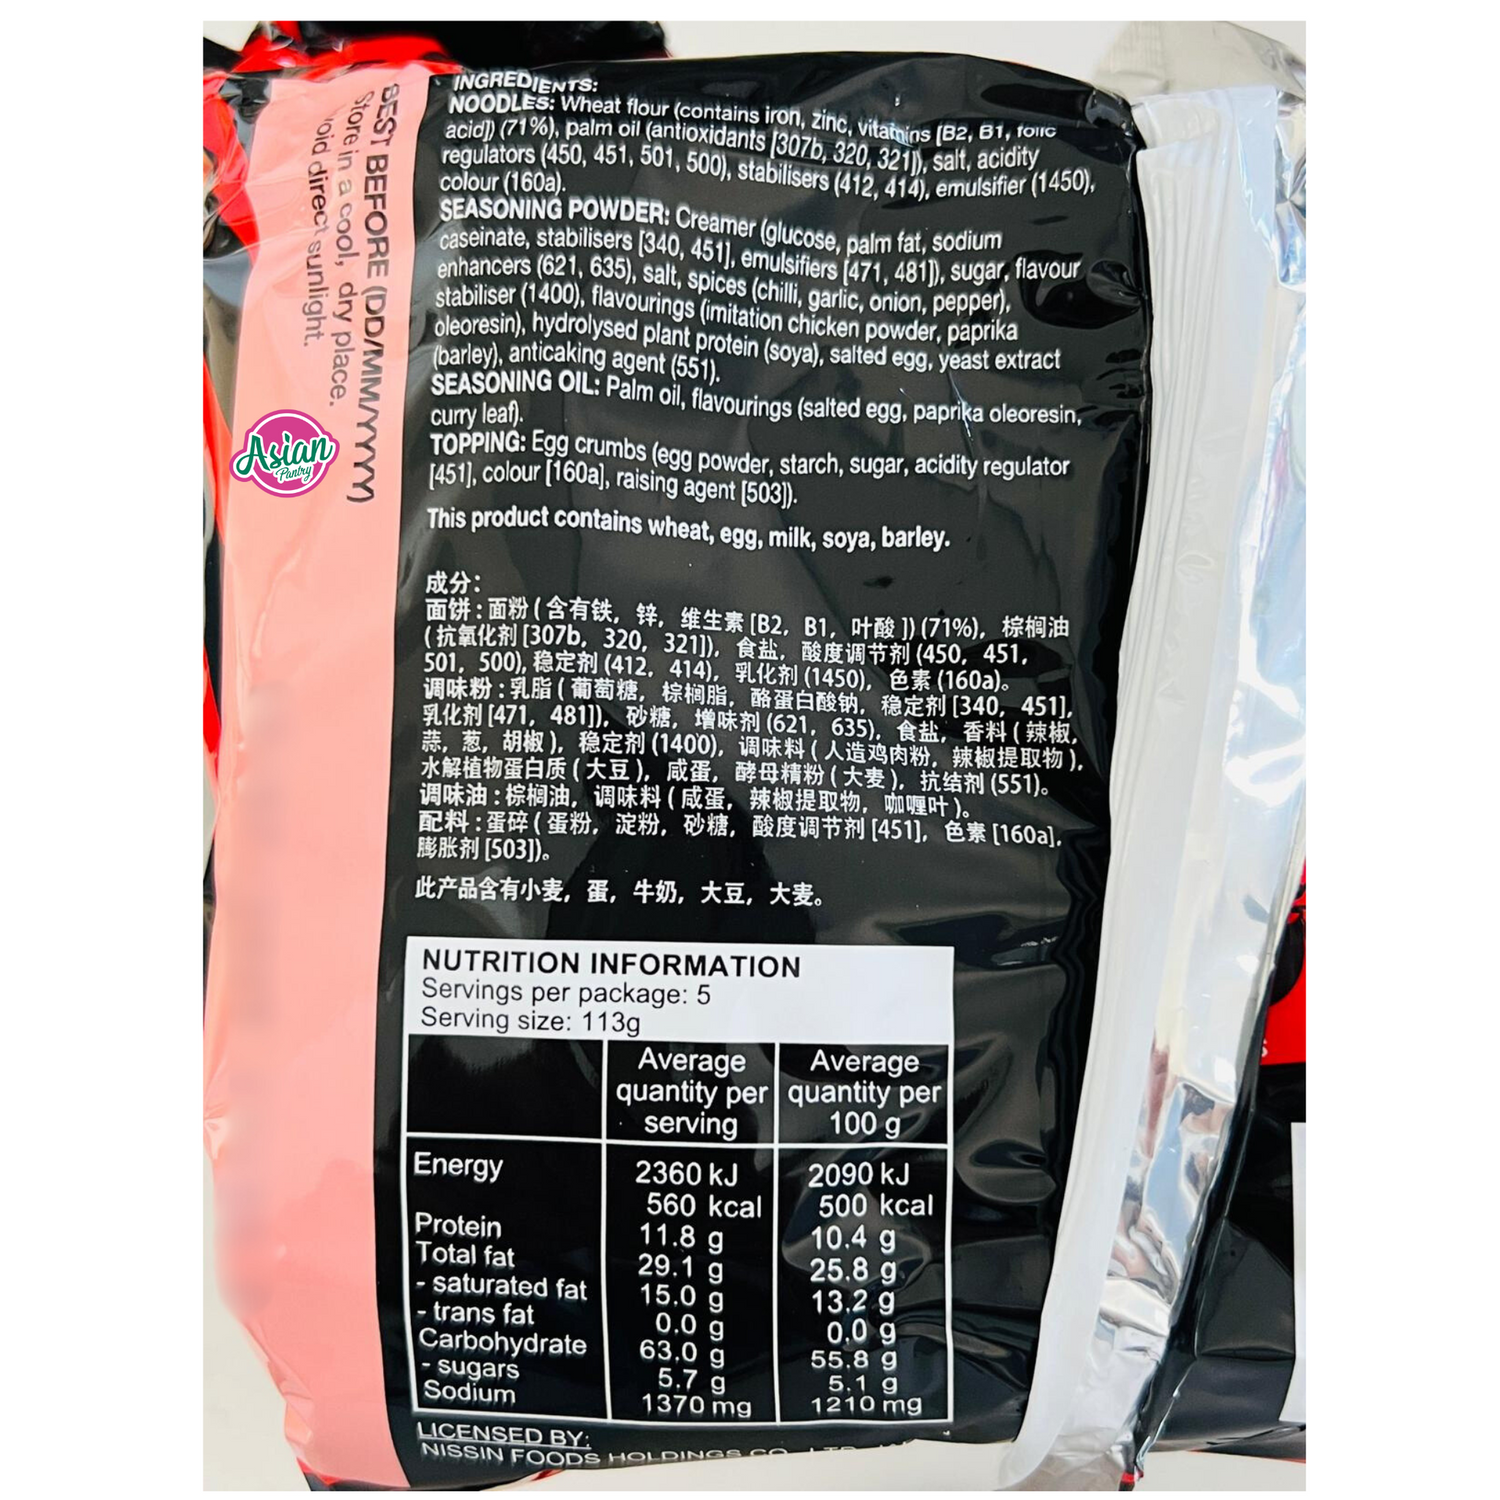 INGREDIENTS:
NOODLES: Wheat flour (contains iron, zinc, vitamins [B2, B1, folic
acid]) (71%), palm oil (antioxidants [307b, 320, 321]), salt, acidity
regulators (450, 451, 501, 500), stabilisers (412, 414), emulsifier (1450),
colour (160a).
SEASONING POWDER: Creamer (glucose, palm fat, sodium
caseinate, stabilisers [340, 451], emulsifiers [471, 481]), sugar, flavour
enhancers (621, 635), salt, spices (chilli, garlic, onion, pepper),
stabiliser (1400), flavourings (imitation chicken powder, paprika
oleoresin), hydrolysed plant protein (soya), salted egg, yeast extract
(barley), anticaking agent (551).
SEASONING OIL: Palm oil, flavourings (salted egg, paprika oleoresin,
curry leaf).
TOPPING: Egg crumbs (egg powder, starch, sugar, acidity regulator
[451], colour [160a], raising agent [503]).
This product contains wheat, egg, milk, soya, barley.
成分：
面饼：面粉（含有铁，锌，维生素 [B2，B1，叶酸 ]) (71%)，棕榈油
（抗氧化剂 [307b，320，321])，食盐，酸度调节剂 (450，451，
501，500), 稳定剂 (412，414)，乳化剂 (1450)，色素 (160a)。
调味粉：乳脂（葡萄糖，棕榈脂，酪蛋白酸钠，稳定剂 [340，451]，
乳化剂 [471，481])，砂糖，增味剂 (621，635)，食盐，香料（辣椒，
蒜，葱，胡椒），稳定剂 (1400)，调味料（人造鸡肉粉，辣椒提取物），
水解植物蛋白质（大豆），咸蛋，酵母精粉（大麦），抗结剂 (551)。
调味油：棕榈油，调味料（咸蛋，辣椒提取物，咖喱叶）。
配料：蛋碎（蛋粉，淀粉，砂糖，酸度调节剂 [451]，色素 [160a]，
膨胀剂 [503])。
此产品含有小麦，蛋，牛奶，大豆，大麦。
NUTRITION INFORMATION
Servings per package: 5
Serving size: 113g
Average quantity per serving Average quantity per 100 g
Energy 2360 kJ 2090 kJ
560 kcal 500 kcal
Protein 11.8 g 10.4 g
Total fat 29.1 g 25.8 g
- saturated fat 15.0 g 13.2 g
- trans fat 0.0 g 0.0 g
Carbohydrate 63.0 g 55.8 g
- sugars 5.7 g 5.1 g
Sodium 1370 mg 1210 mg
LICENSED BY:
NISSIN FOODS HOLDINGS CO
BEST BEFORE (DD/MM/YYYY)
Store in a cool, dry place.
void direct sunlight.
Asian
Pantry